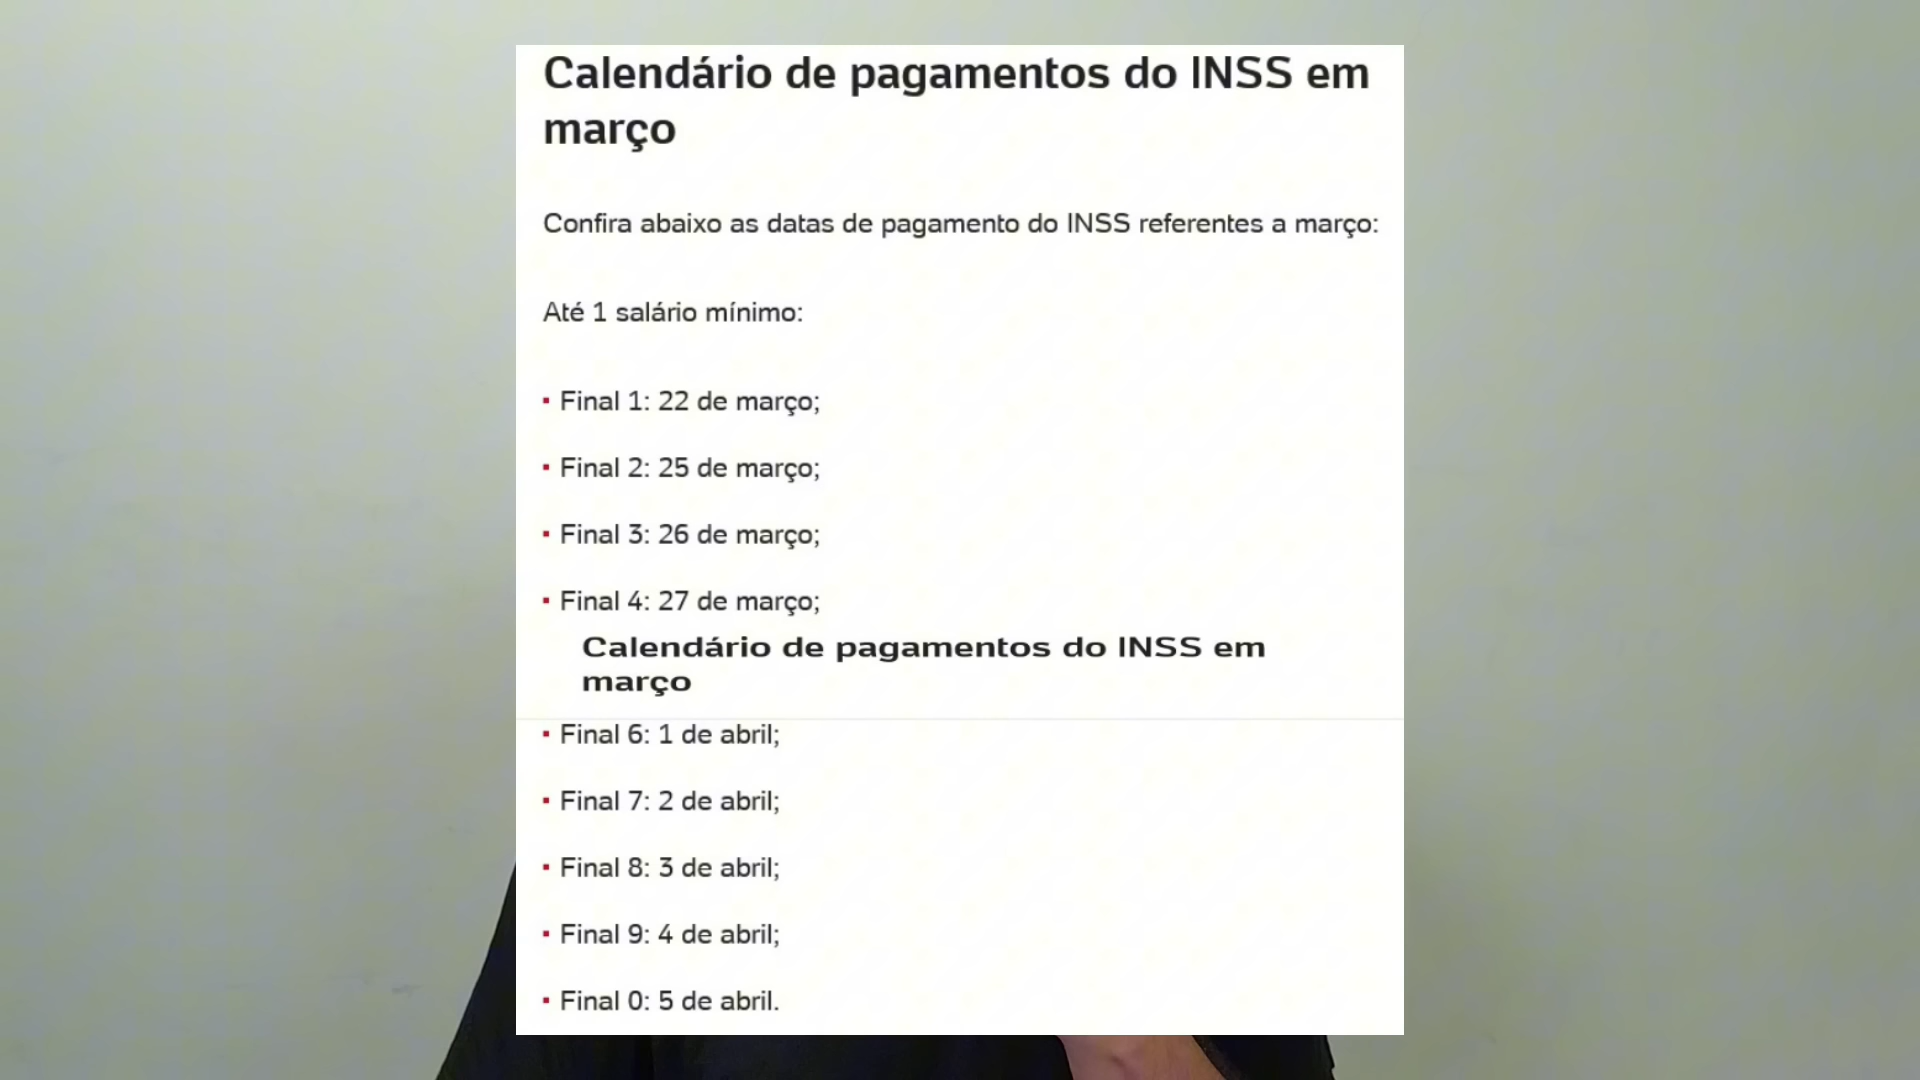 Calendário de pagamentos do INSS em
março
Confira abaixo as datas de pagamento do INSS referentes a março:
Até 1 salário mínimo:
▪ Final 1: 22 de março;
▪ Final 2: 25 de março;
▪ Final 3: 26 de março;
▪ Final 4: 27 de março;
Calendário de pagamentos do INSS em
março
▪ Final 6: 1 de abril;
▪ Final 7: 2 de abril;
▪ Final 8: 3 de abril;
▪ Final 9: 4 de abril;
▪ Final 0: 5 de abril.